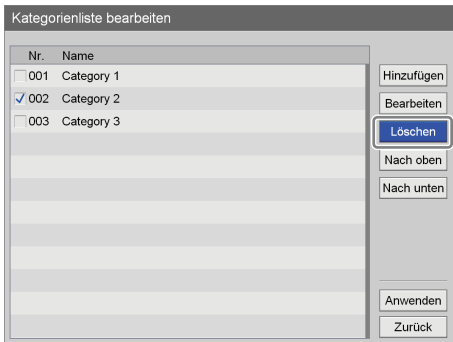 Kategorienliste bearbeiten
Nr. Name
001 Category 1
002 Category 2
003 Category 3
Hinzufügen
Bearbeiten
Löschen
Nach oben
Nach unten
Anwenden
Zurück